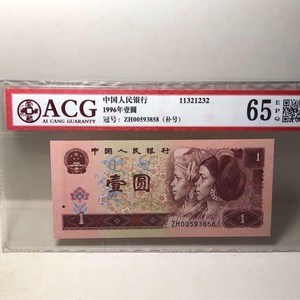 ACG
AI CANG GUARANTY
中国人民银行 11321232
1996年壹圆
冠号：ZH00593858 (补号)
65 EPQ
中国人民银行
1
壹圆
1
ZH00593858